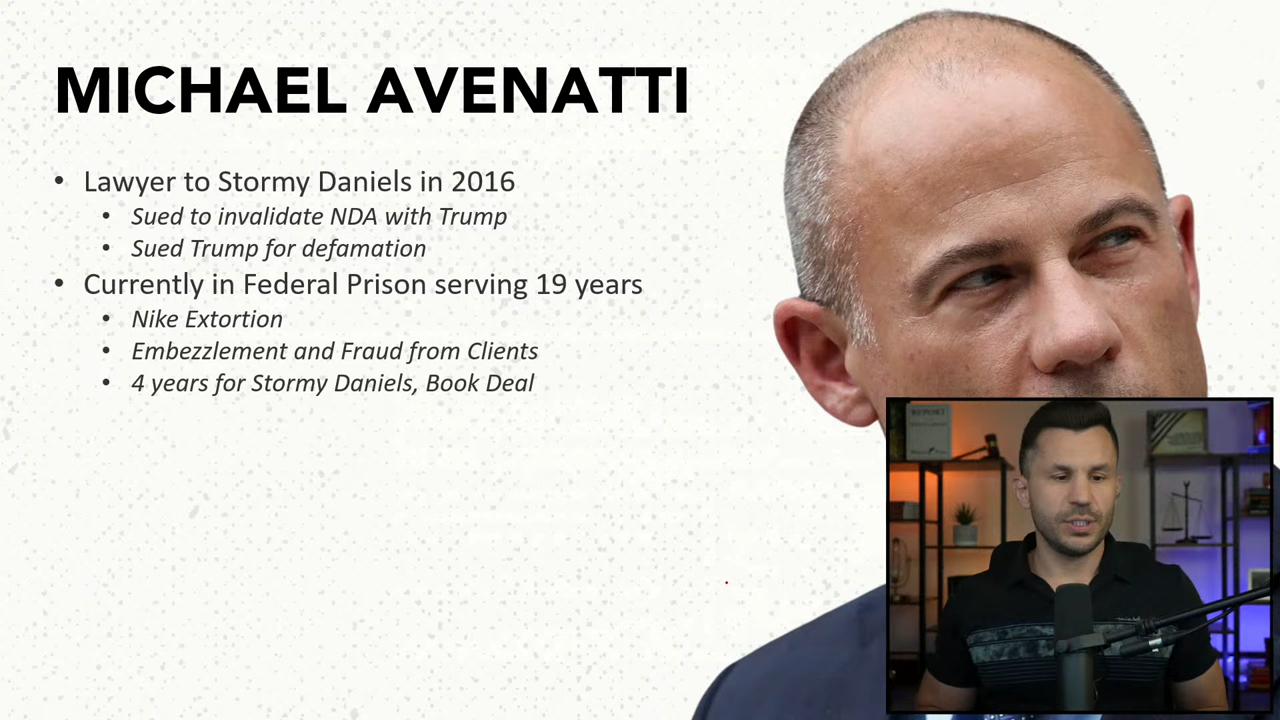 MICHAEL AVENATTI
• Lawyer to Stormy Daniels in 2016
• Sued to invalidate NDA with Trump
• Sued Trump for defamation
• Currently in Federal Prison serving 19 years
• Nike Extortion
• Embezzlement and Fraud from Clients
• 4 years for Stormy Daniels, Book Deal
REPORT